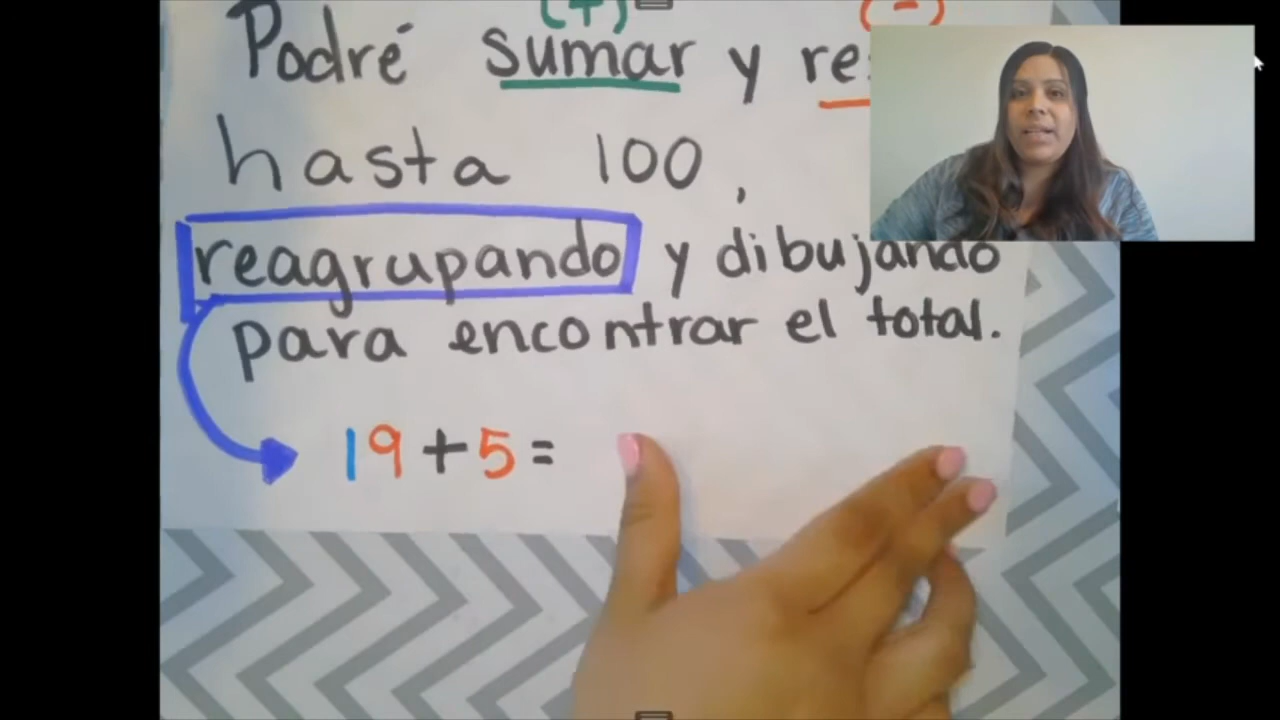 (+) (-)
Podré sumar y
hasta 100,
reagrupando y dibujando
para encontrar el total.
19 + 5 =